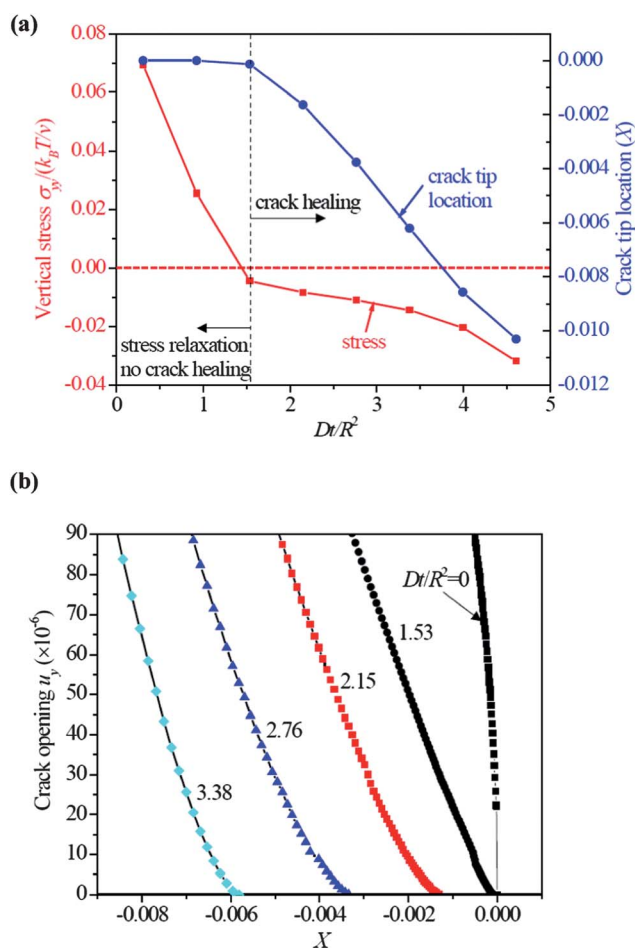 (a)
0.08
0.06
0.04
0.02
0.00
-0.02
-0.04
Vertical stress σyy/(kBT/v)
0.000
-0.002
-0.004
-0.006
-0.008
-0.010
-0.012
Crack tip location (X)
crack tip
location
crack healing
stress relaxation
no crack healing
stress
0 1 2 3 4 5
Dt/R²
(b)
90
80
70
60
50
40
30
20
10
0
Crack opening uy (×10⁻⁶)
Dt/R²=0
1.53
2.15
2.76
3.38
-0.008 -0.006 -0.004 -0.002 0.000
X